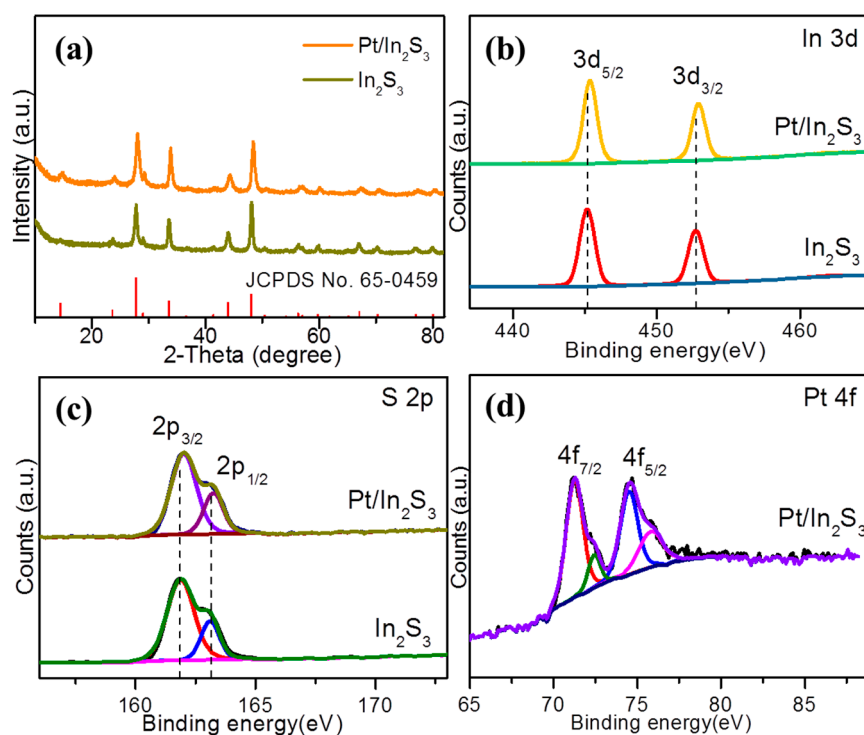 (a)
Pt/In₂S₃
In₂S₃
JCPDS No. 65-0459
Intensity (a.u.)
20 40 60 80
2-Theta (degree)
(b)
In 3d
3d₅/₂
3d₃/₂
Pt/In₂S₃
In₂S₃
Counts (a.u.)
440 450 460
Binding energy(eV)
(c)
S 2p
2p₃/₂
2p₁/₂
Pt/In₂S₃
In₂S₃
Counts (a.u.)
160 165 170
Binding energy(eV)
(d)
Pt 4f
4f₇/₂
4f₅/₂
Pt/In₂S₃
Counts (a.u.)
65 70 75 80 85
Binding energy(eV)